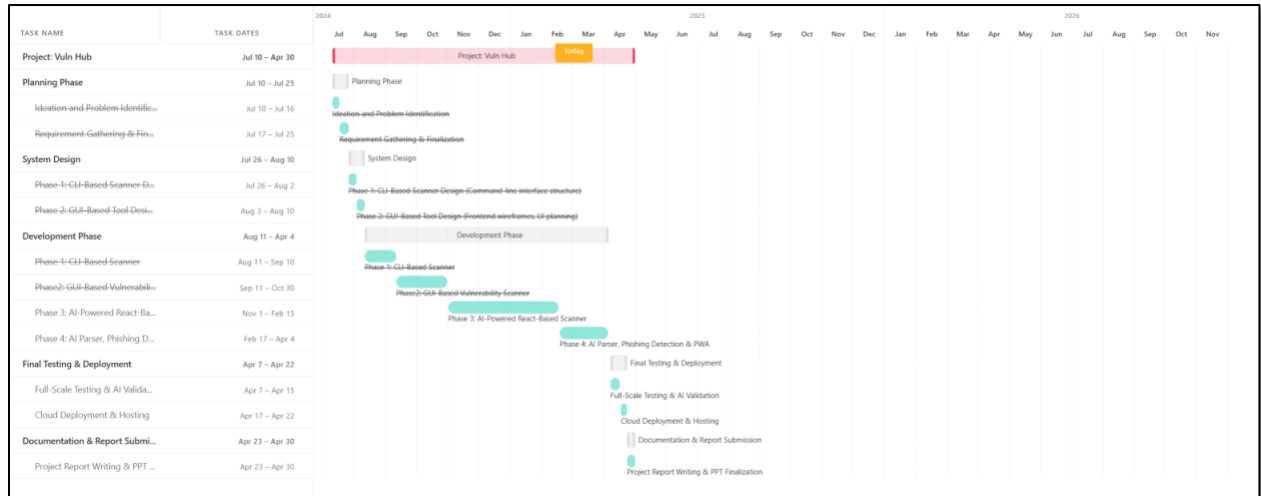 2024 2025 2026
TASK NAME TASK DATES Jul Aug Sep Oct Nov Dec Jan Feb Mar Apr May Jun Jul Aug Sep Oct Nov Dec Jan Feb Mar Apr May Jun Jul Aug Sep Oct Nov
Today
Project: Vuln Hub Jul 10 – Apr 30 Project: Vuln Hub
Planning Phase Jul 10 – Jul 25 Planning Phase
Ideation and Problem Identific... Jul 10 – Jul 16
Ideation and Problem Identification
Requirement Gathering & Fin... Jul 17 – Jul 25
Requirement Gathering & Finalization
System Design Jul 26 – Aug 10 System Design
Phase 1: CLI-Based Scanner D... Jul 26 – Aug 2
Phase 1: CLI-Based Scanner Design (Command-line interface structure)
Phase 2: GUI-Based Tool Desi... Aug 3 – Aug 10
Phase 2: GUI-Based Tool Design (Frontend wireframes, UI planning)
Development Phase Aug 11 – Apr 4 Development Phase
Phase 1: CLI-Based Scanner Aug 11 – Sep 10
Phase 1: CLI-Based Scanner
Phase2: GUI-Based Vulnerabili... Sep 11 – Oct 30
Phase2: GUI-Based Vulnerability Scanner
Phase 3: AI-Powered React-Ba... Nov 1 – Feb 15
Phase 3: AI-Powered React-Based Scanner
Phase 4: AI Parser, Phishing D... Feb 17 – Apr 4
Phase 4: AI Parser, Phishing Detection & PWA
Final Testing & Deployment Apr 7 – Apr 22 Final Testing & Deployment
Full-Scale Testing & AI Valida... Apr 7 – Apr 15
Full-Scale Testing & AI Validation
Cloud Deployment & Hosting Apr 17 – Apr 22
Cloud Deployment & Hosting
Documentation & Report Submi... Apr 23 – Apr 30 Documentation & Report Submission
Project Report Writing & PPT ... Apr 23 – Apr 30
Project Report Writing & PPT Finalization